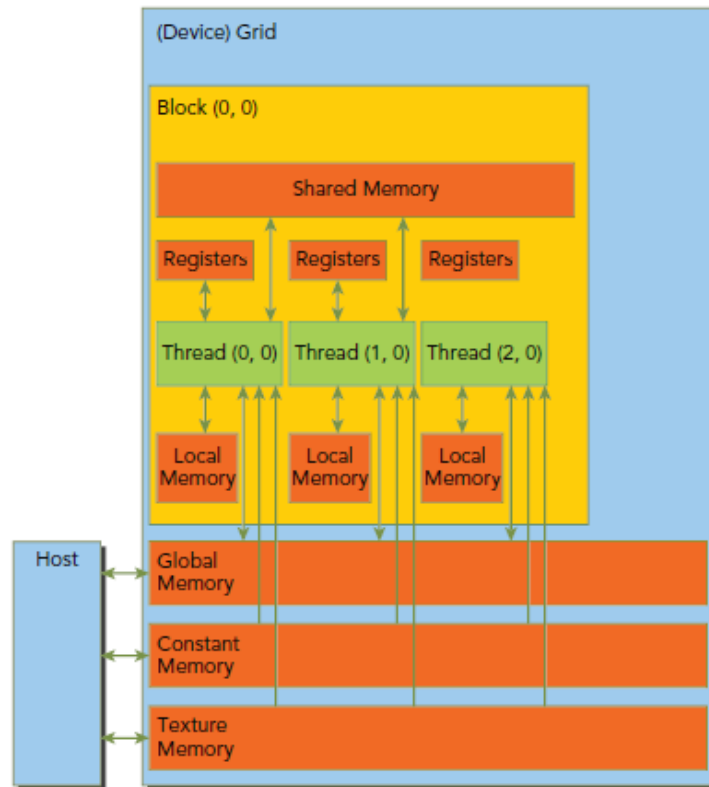 (Device) Grid
Block (0, 0)
Shared Memory
Registers
Registers
Registers
Thread (0, 0)
Thread (1, 0)
Thread (2, 0)
Local
Memory
Local
Memory
Local
Memory
Host
Global
Memory
Constant
Memory
Texture
Memory